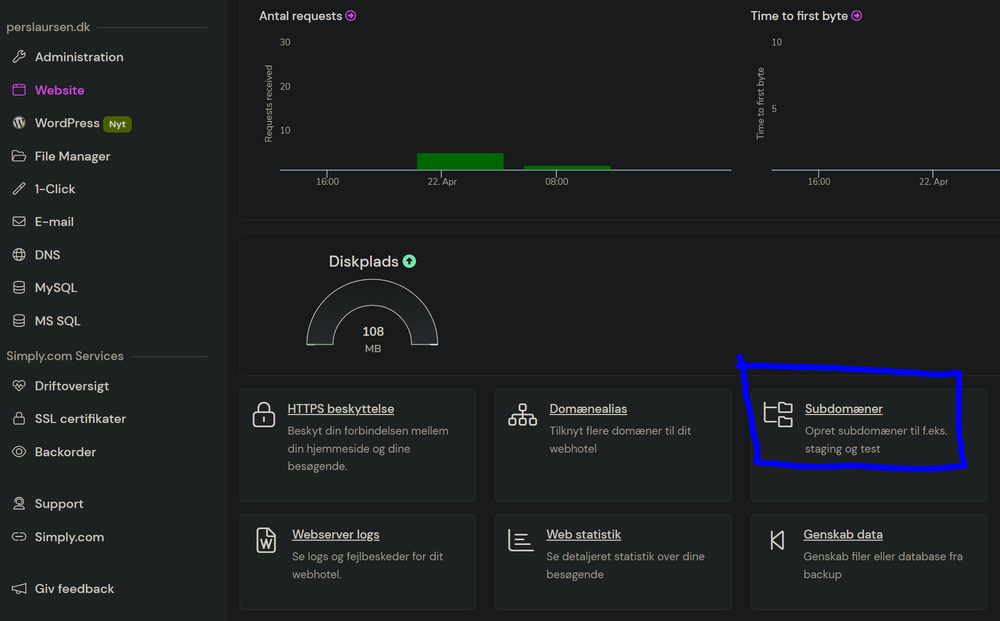 perslaursen.dk
Administration
Website
WordPress Nyt
File Manager
1-Click
E-mail
DNS
MySQL
MS SQL
Simply.com Services
Driftoversigt
SSL certifikater
Backorder
Support
Simply.com
Giv feedback
Antal requests
30
20
10
Requests received
16:00
22. Apr
08:00
Time to first byte
10
5
Time to first byte
16:00
22. Apr
Diskplads
108
MB
HTTPS beskyttelse
Beskyt din forbindelsen mellem
din hjemmeside og dine
besøgende.
Domænealias
Tilknyt flere domæner til dit
webhotel
Subdomæner
Opret subdomæner til f.eks.
staging og test
Webserver logs
Se logs og fejlbeskeder for dit
webhotel.
Web statistik
Se detaljeret statistik over dine
besøgende
Genskab data
Genskab filer eller database fra
backup